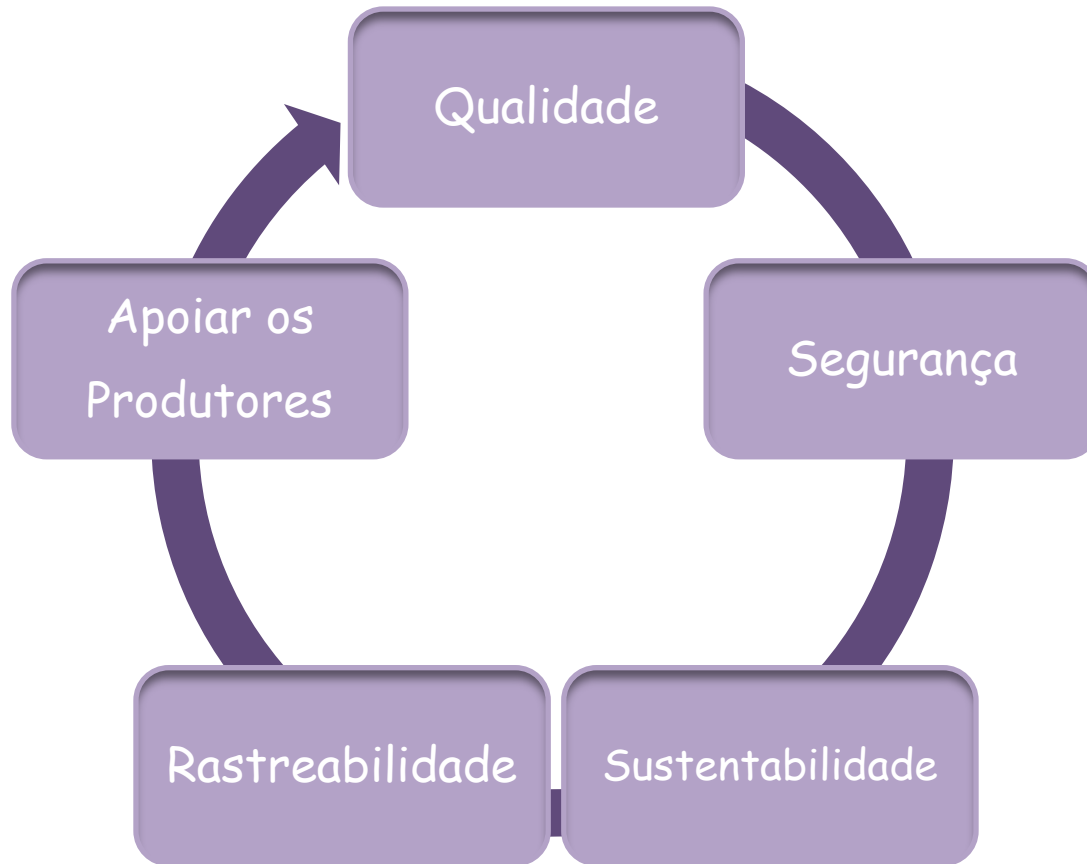 Qualidade
Segurança
Sustentabilidade
Rastreabilidade
Apoiar os
Produtores